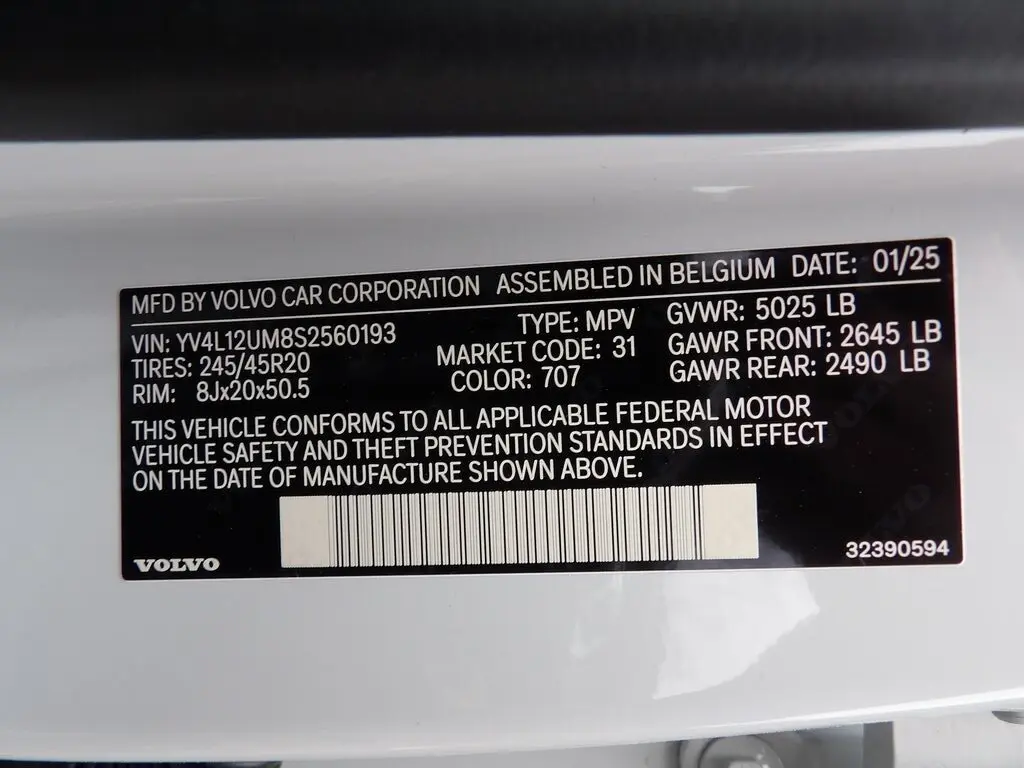 MFD BY VOLVO CAR CORPORATION ASSEMBLED IN BELGIUM DATE: 01/25
VIN: YV4L12UM8S2560193 TYPE: MPV GVWR: 5025 LB
TIRES: 245/45R20 MARKET CODE: 31 GAWR FRONT: 2645 LB
RIM: 8Jx20x50.5 COLOR: 707 GAWR REAR: 2490 LB
THIS VEHICLE CONFORMS TO ALL APPLICABLE FEDERAL MOTOR
VEHICLE SAFETY AND THEFT PREVENTION STANDARDS IN EFFECT
ON THE DATE OF MANUFACTURE SHOWN ABOVE.
VOLVO 32390594